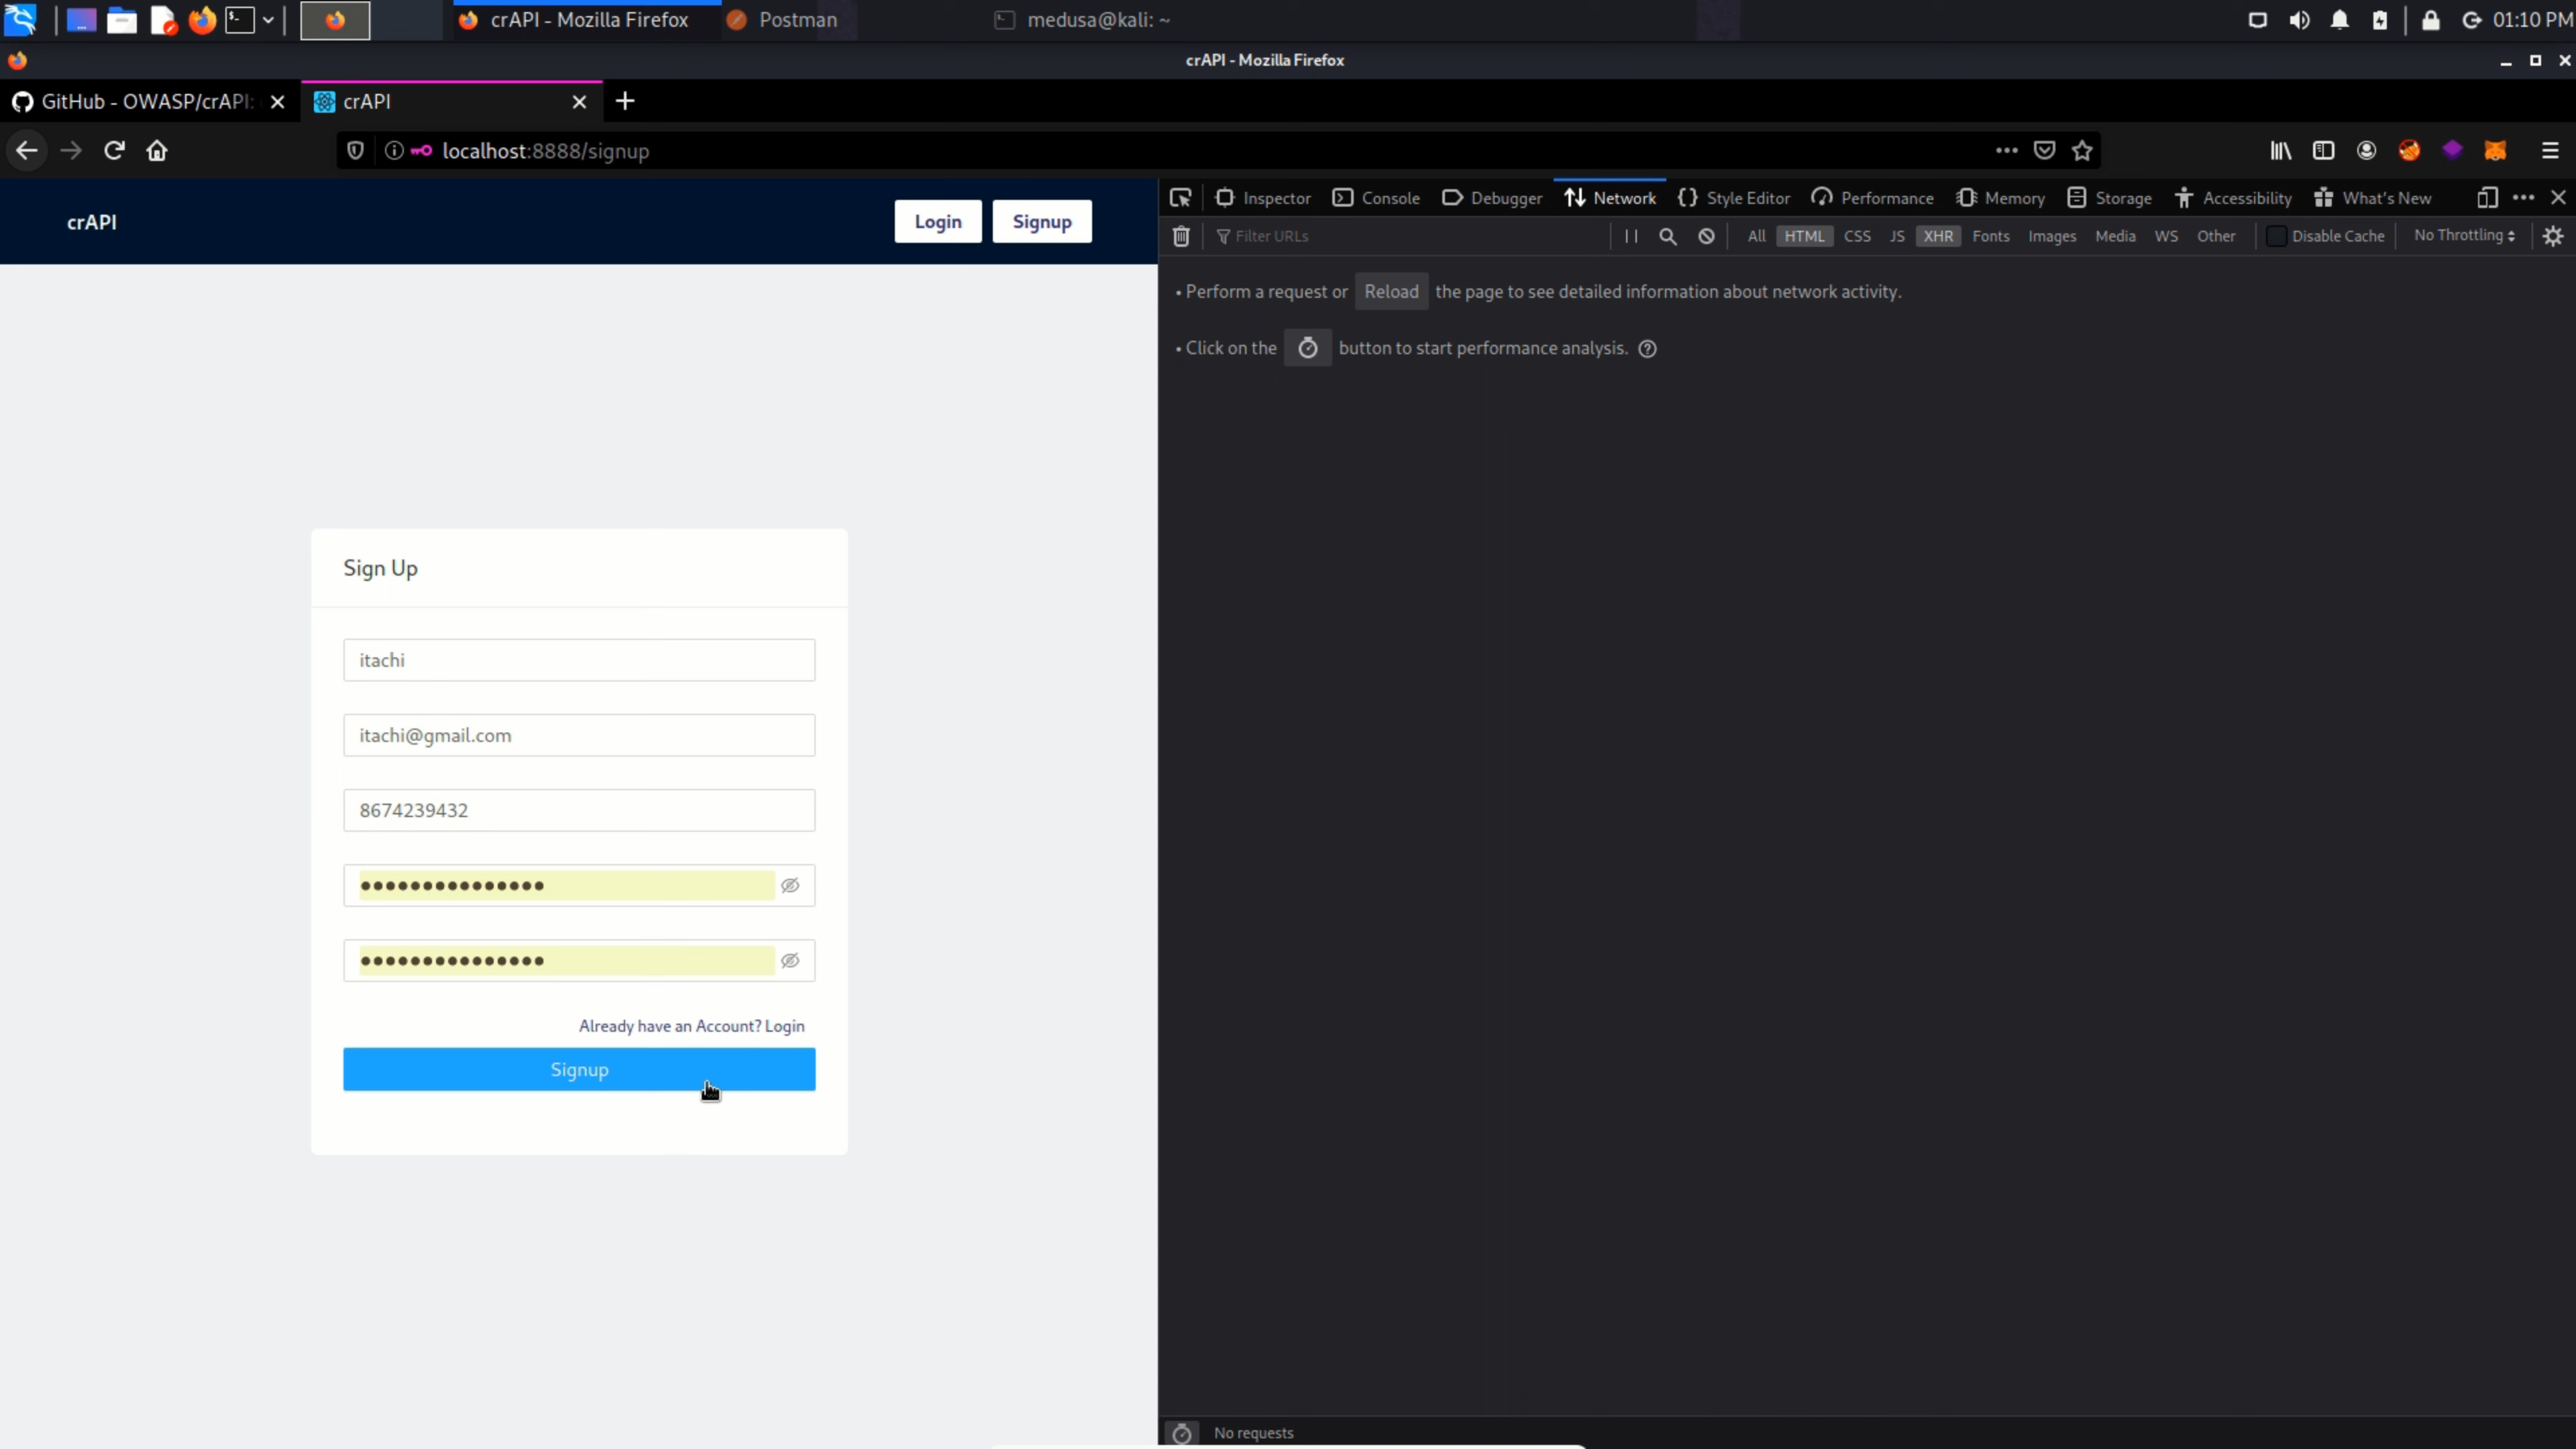 crAPI - Mozilla Firefox
Postman
medusa@kali: ~
01:10 PM
crAPI - Mozilla Firefox
GitHub - OWASP/crAPI:
crAPI
localhost:8888/signup
crAPI
Login
Signup
Inspector
Console
Debugger
Network
Style Editor
Performance
Memory
Storage
Accessibility
What's New
Filter URLs
All
HTML
CSS
JS
XHR
Fonts
Images
Media
WS
Other
Disable Cache
No Throttling
• Perform a request or Reload the page to see detailed information about network activity.
• Click on the button to start performance analysis.
Sign Up
itachi
itachi@gmail.com
8674239432
•••••••••••••••
•••••••••••••••
Already have an Account? Login
Signup
No requests